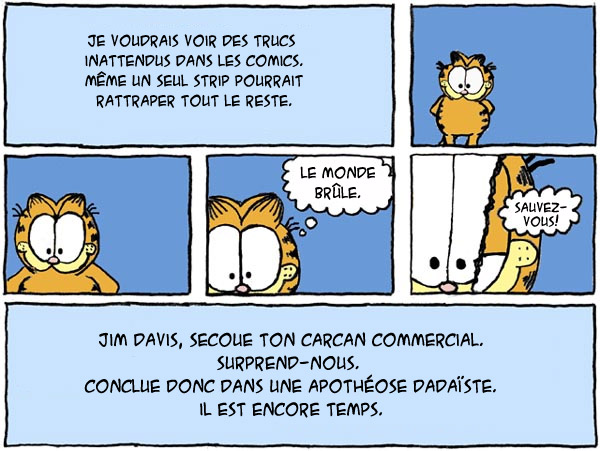 JE VOUDRAIS VOIR DES TRUCS
INATTENDUS DANS LES COMICS.
MÊME UN SEUL STRIP POURRAIT
RATTRAPER TOUT LE RESTE.
LE MONDE
BRÛLE.
SAUVEZ-
VOUS!
JIM DAVIS, SECOUE TON CARCAN COMMERCIAL.
SURPREND-NOUS.
CONCLUE DONC DANS UNE APOTHÉOSE DADAÏSTE.
IL EST ENCORE TEMPS.